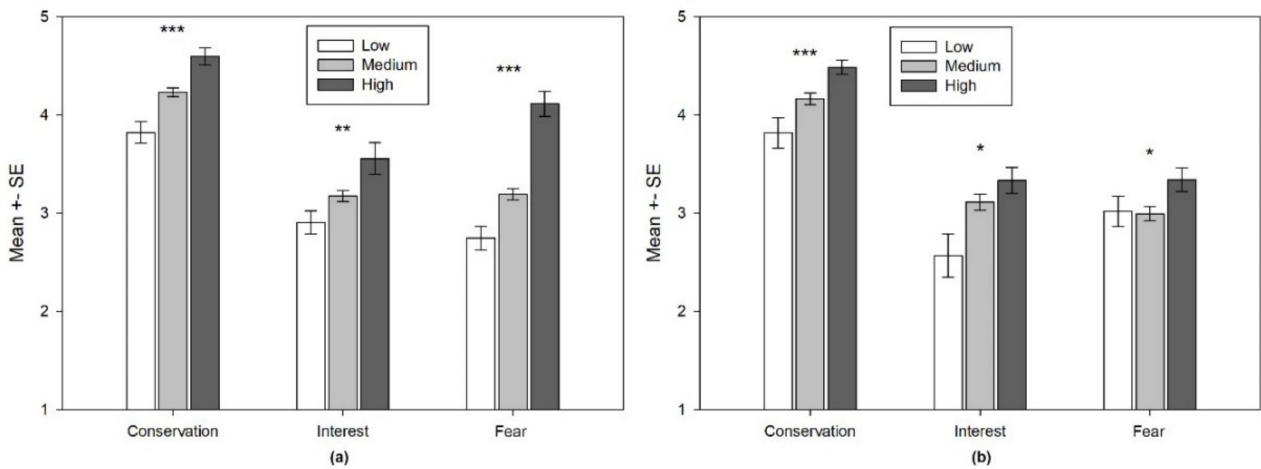 5
4
3
2
1
Mean +- SE
***
**
***
Low
Medium
High
Conservation
Interest
Fear
(a)
5
4
3
2
1
Mean +- SE
***
*
*
Low
Medium
High
Conservation
Interest
Fear
(b)